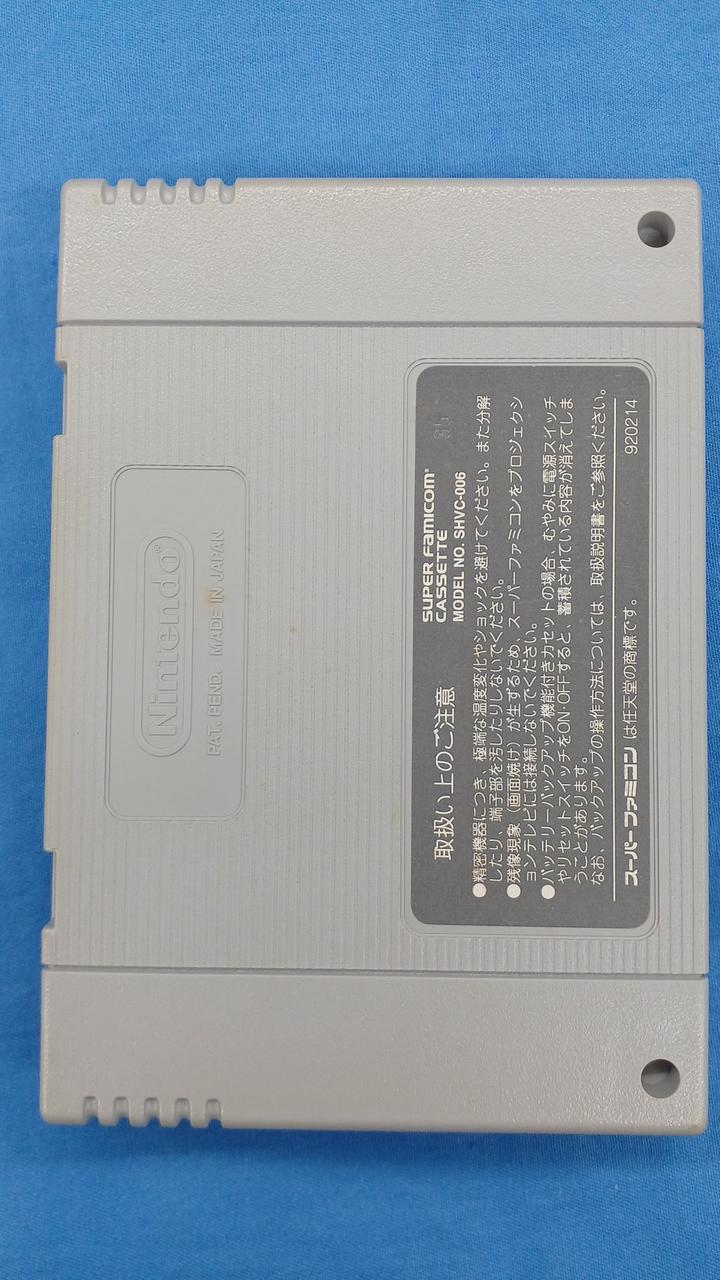 Nintendo®
PAT. PEND. MADE IN JAPAN
取扱い上のご注意
SUPER FAMICOM®
CASSETTE
MODEL NO. SHVC-006
●精密機器につき、極端な温度変化やショックを避けてください。また分解
したり、端子部を汚したりしないでください。
●残像現象(画面焼け)が生ずるため、スーパーファミコンをプロジェクシ
ョンテレビには接続しないでください。
●バッテリーバックアップ機能付きカセットの場合、むやみに電源スイッチ
やリセットスイッチをON・OFFすると、蓄積されている内容が消えてしま
うことがあります。
なお、バックアップの操作方法については、取扱説明書をご参照ください。
スーパーファミコン は任天堂の商標です。
920214